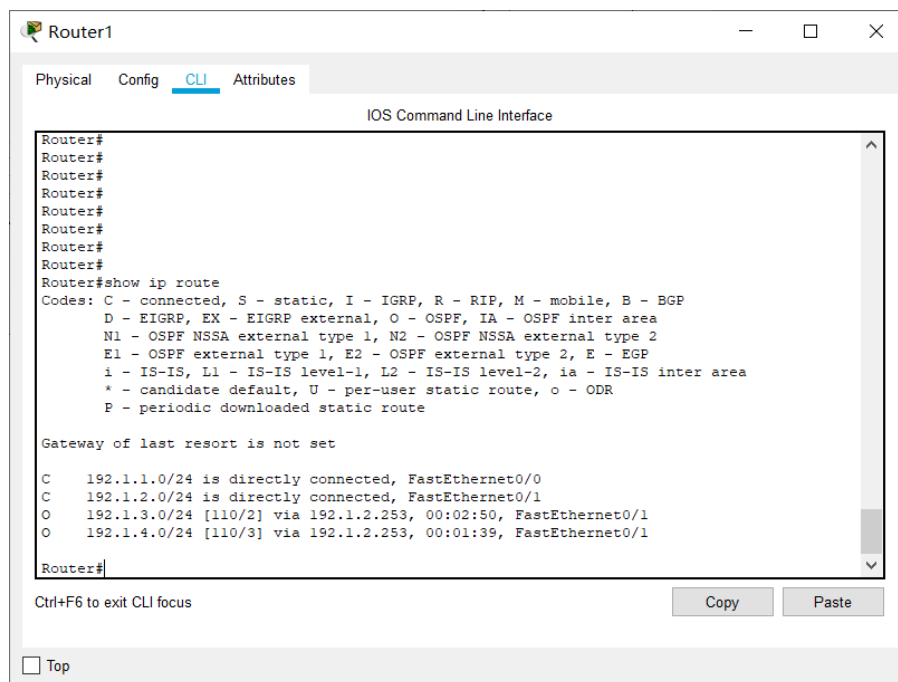 Router1
Physical Config CLI Attributes
IOS Command Line Interface
Router#
Router#
Router#
Router#
Router#
Router#
Router#
Router#
Router#show ip route
Codes: C - connected, S - static, I - IGRP, R - RIP, M - mobile, B - BGP
       D - EIGRP, EX - EIGRP external, O - OSPF, IA - OSPF inter area
       N1 - OSPF NSSA external type 1, N2 - OSPF NSSA external type 2
       E1 - OSPF external type 1, E2 - OSPF external type 2, E - EGP
       i - IS-IS, L1 - IS-IS level-1, L2 - IS-IS level-2, ia - IS-IS inter area
       * - candidate default, U - per-user static route, o - ODR
       P - periodic downloaded static route
Gateway of last resort is not set
C    192.1.1.0/24 is directly connected, FastEthernet0/0
C    192.1.2.0/24 is directly connected, FastEthernet0/1
O    192.1.3.0/24 [110/2] via 192.1.2.253, 00:02:50, FastEthernet0/1
O    192.1.4.0/24 [110/3] via 192.1.2.253, 00:01:39, FastEthernet0/1
Router#
Ctrl+F6 to exit CLI focus
Copy Paste
Top